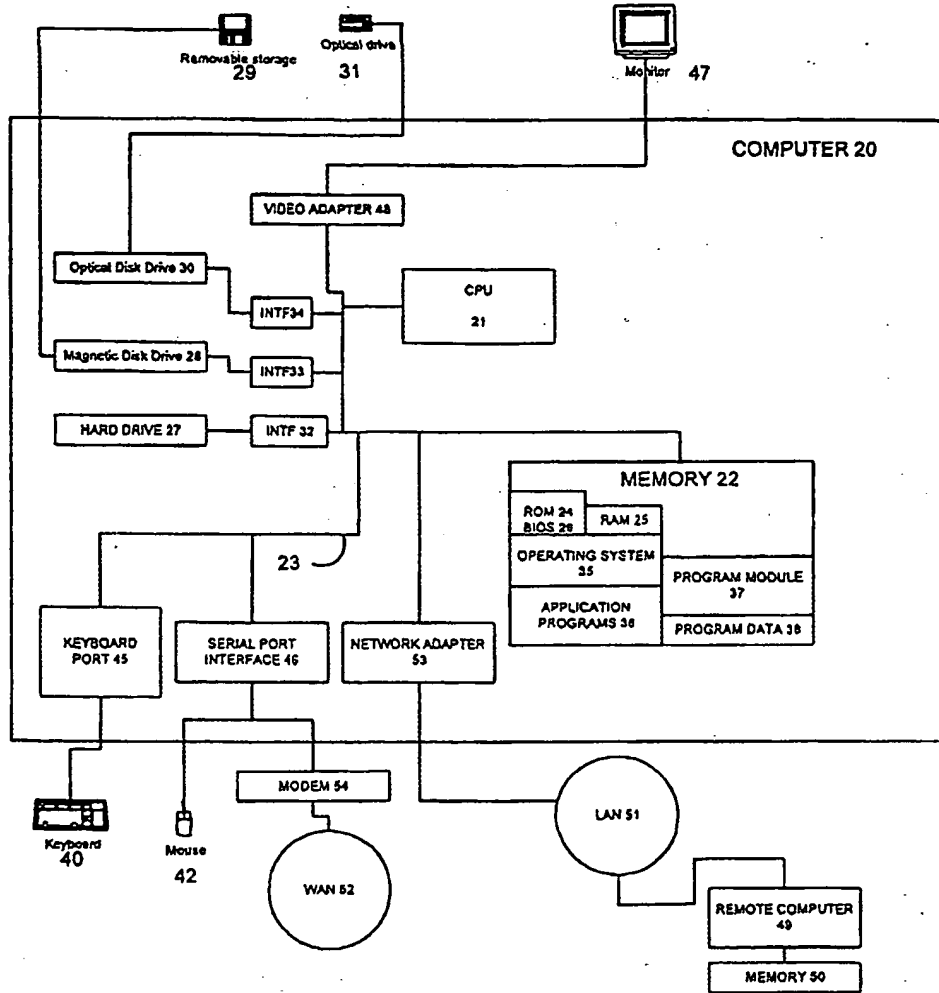 Removable storage
29
Optical drive
31
Monitor 47
COMPUTER 20
VIDEO ADAPTER 48
Optical Disk Drive 30
CPU
21
INTF34
Magnetic Disk Drive 28
INTF33
HARD DRIVE 27
INTF 32
MEMORY 22
ROM 24
BIOS 26
RAM 25
OPERATING SYSTEM
35
PROGRAM MODULE
37
APPLICATION
PROGRAMS 36
PROGRAM DATA 38
23
KEYBOARD
PORT 45
SERIAL PORT
INTERFACE 46
NETWORK ADAPTER
53
MODEM 54
LAN 51
Keyboard
40
Mouse
42
WAN 52
REMOTE COMPUTER
49
MEMORY 50